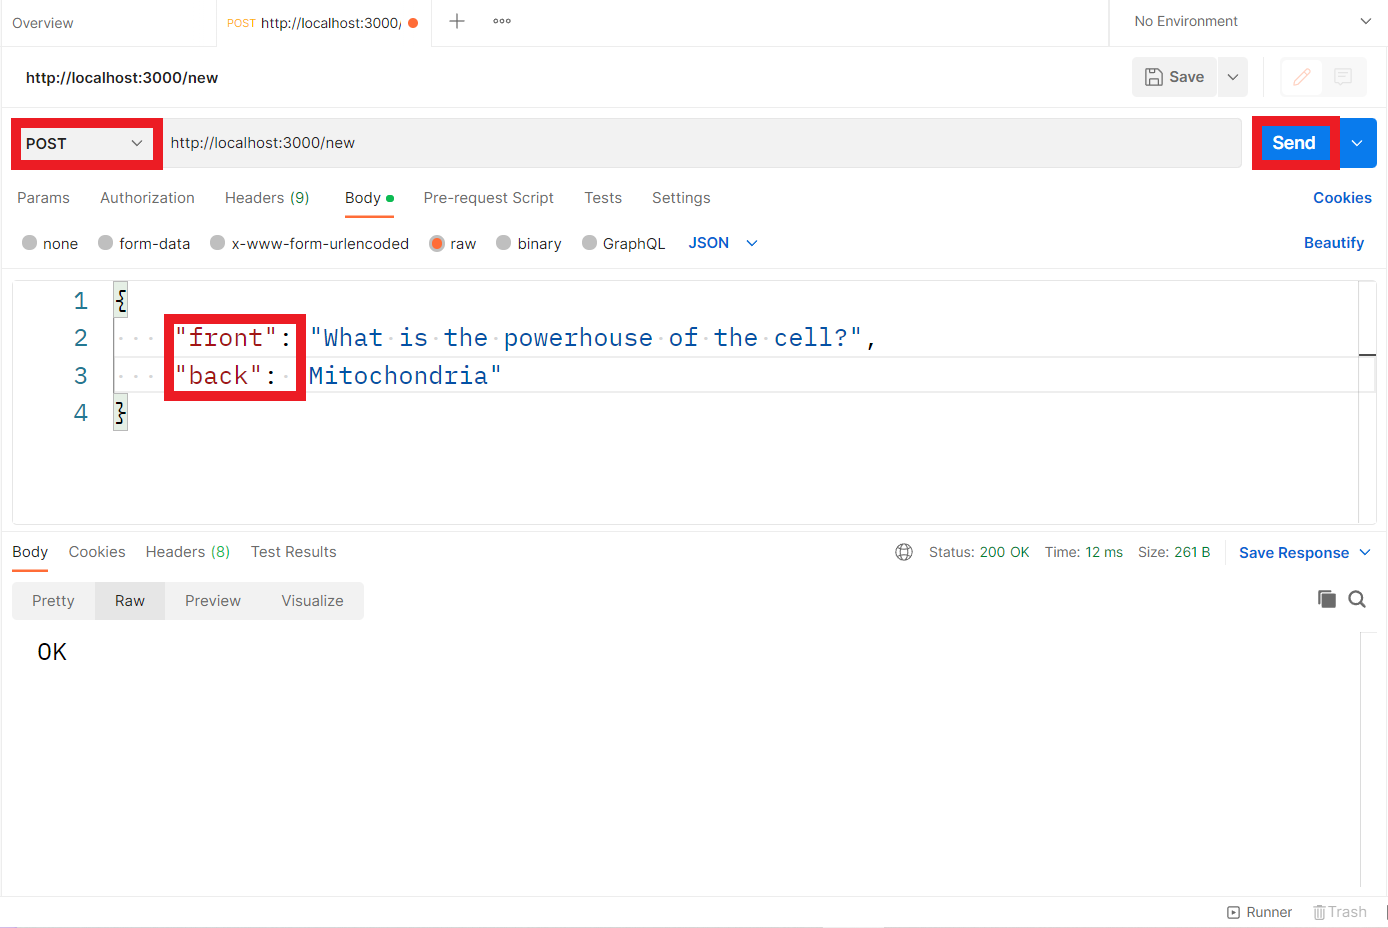 Overview
POST http://localhost:3000/
No Environment
http://localhost:3000/new
Save
POST
http://localhost:3000/new
Send
Params Authorization Headers (9) Body Pre-request Script Tests Settings Cookies
none form-data x-www-form-urlencoded raw binary GraphQL JSON Beautify
1 {
2 "front": "What is the powerhouse of the cell?",
3 "back": Mitochondria"
4 }
Body Cookies Headers (8) Test Results Status: 200 OK Time: 12 ms Size: 261 B Save Response
Pretty Raw Preview Visualize
OK
Runner Trash